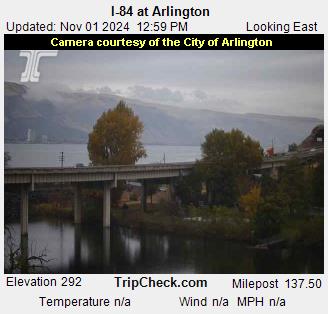 I-84 at Arlington
Updated: Nov 01 2024 12:59 PM Looking East
Camera courtesy of the City of Arlington
Elevation 292 TripCheck.com Milepost 137.50
Temperature n/a Wind n/a MPH n/a